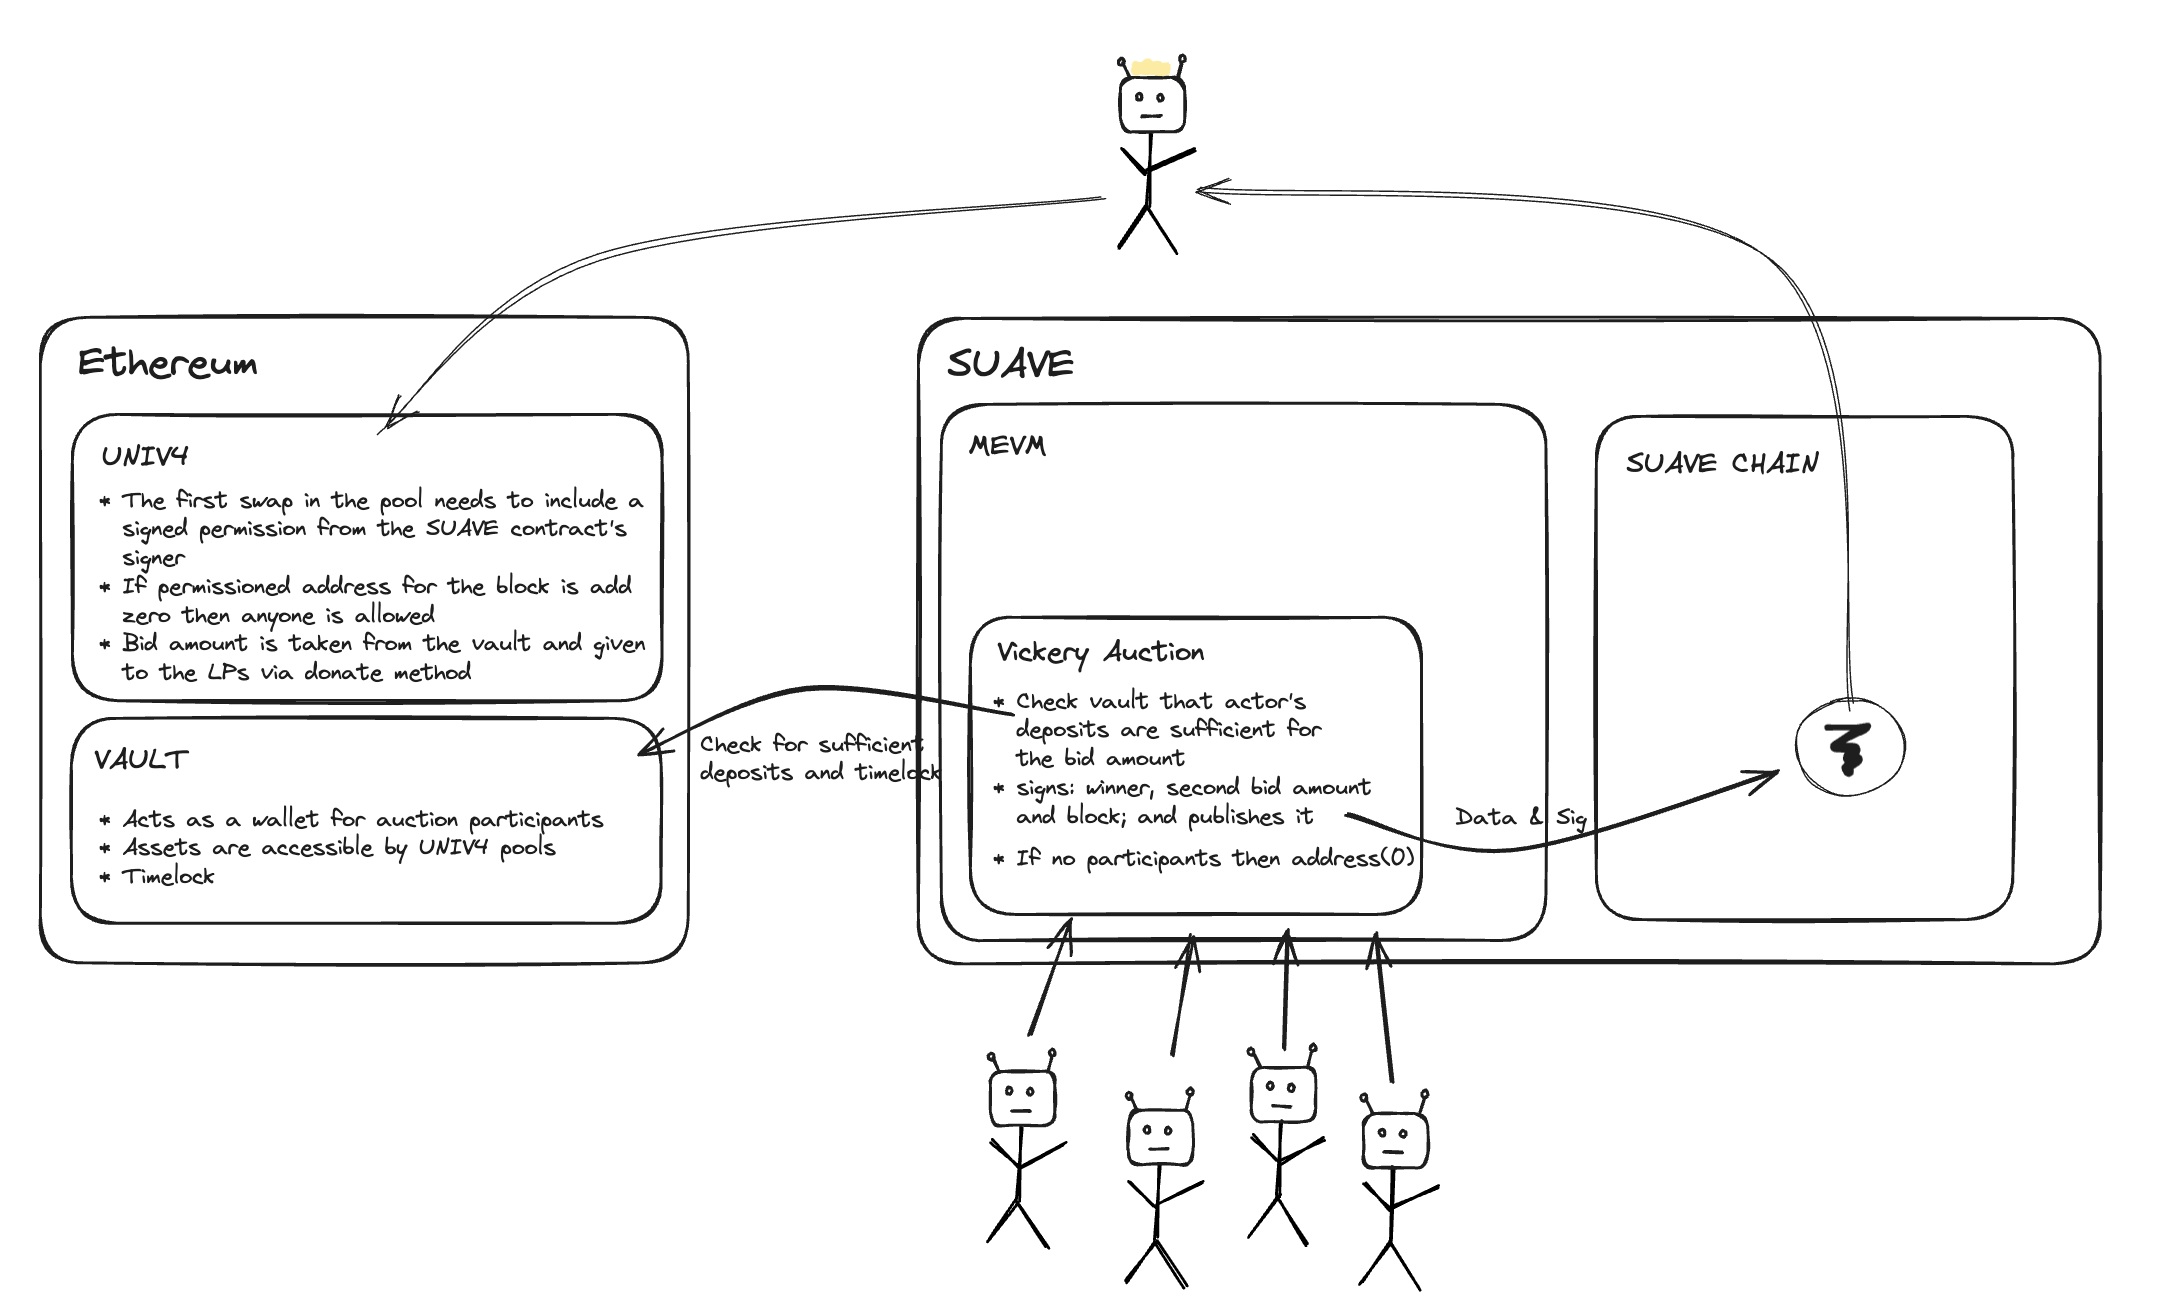 Ethereum
UNIV4
* The first swap in the pool needs to include a
signed permission from the SUAVE contract's
signer
* If permissioned address for the block is add
zero then anyone is allowed
* Bid amount is taken from the vault and given
to the LPs via donate method
VAULT
* Acts as a wallet for auction participants
* Assets are accessible by UNIV4 pools
* Timelock
Check for sufficient
deposits and timelock
SUAVE
MEVM
Vickery Auction
* Check vault that actor's
deposits are sufficient for
the bid amount
* signs: winner, second bid amount
and block; and publishes it
* If no participants then address(0)
Data & Sig
SUAVE CHAIN